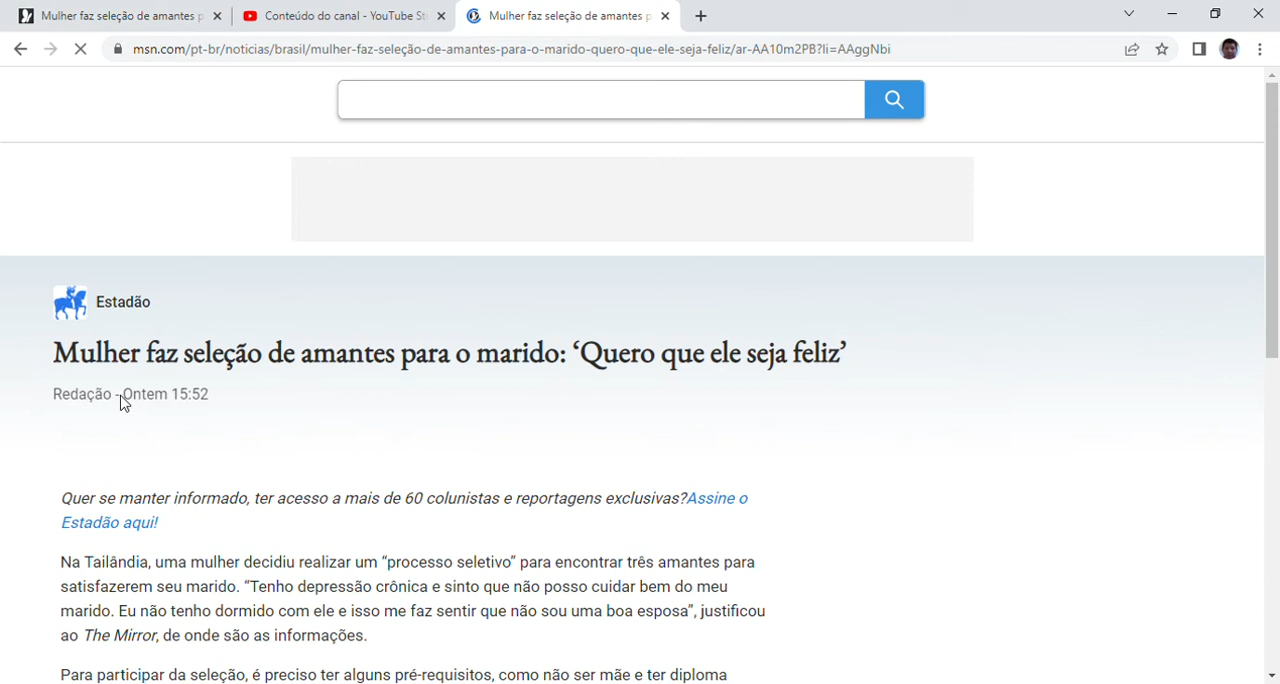 Mulher faz seleção de amantes p
Conteúdo do canal - YouTube St
Mulher faz seleção de amantes p
msn.com/pt-br/noticias/brasil/mulher-faz-seleção-de-amantes-para-o-marido-quero-que-ele-seja-feliz/ar-AA10m2PB?li=AAggNbi
Estadão
Mulher faz seleção de amantes para o marido: ‘Quero que ele seja feliz’
Redação - Ontem 15:52
Quer se manter informado, ter acesso a mais de 60 colunistas e reportagens exclusivas?Assine o
Estadão aqui!
Na Tailândia, uma mulher decidiu realizar um “processo seletivo” para encontrar três amantes para
satisfazerem seu marido. “Tenho depressão crônica e sinto que não posso cuidar bem do meu
marido. Eu não tenho dormido com ele e isso me faz sentir que não sou uma boa esposa”, justificou
ao The Mirror, de onde são as informações.
Para participar da seleção, é preciso ter alguns pré-requisitos, como não ser mãe e ter diploma